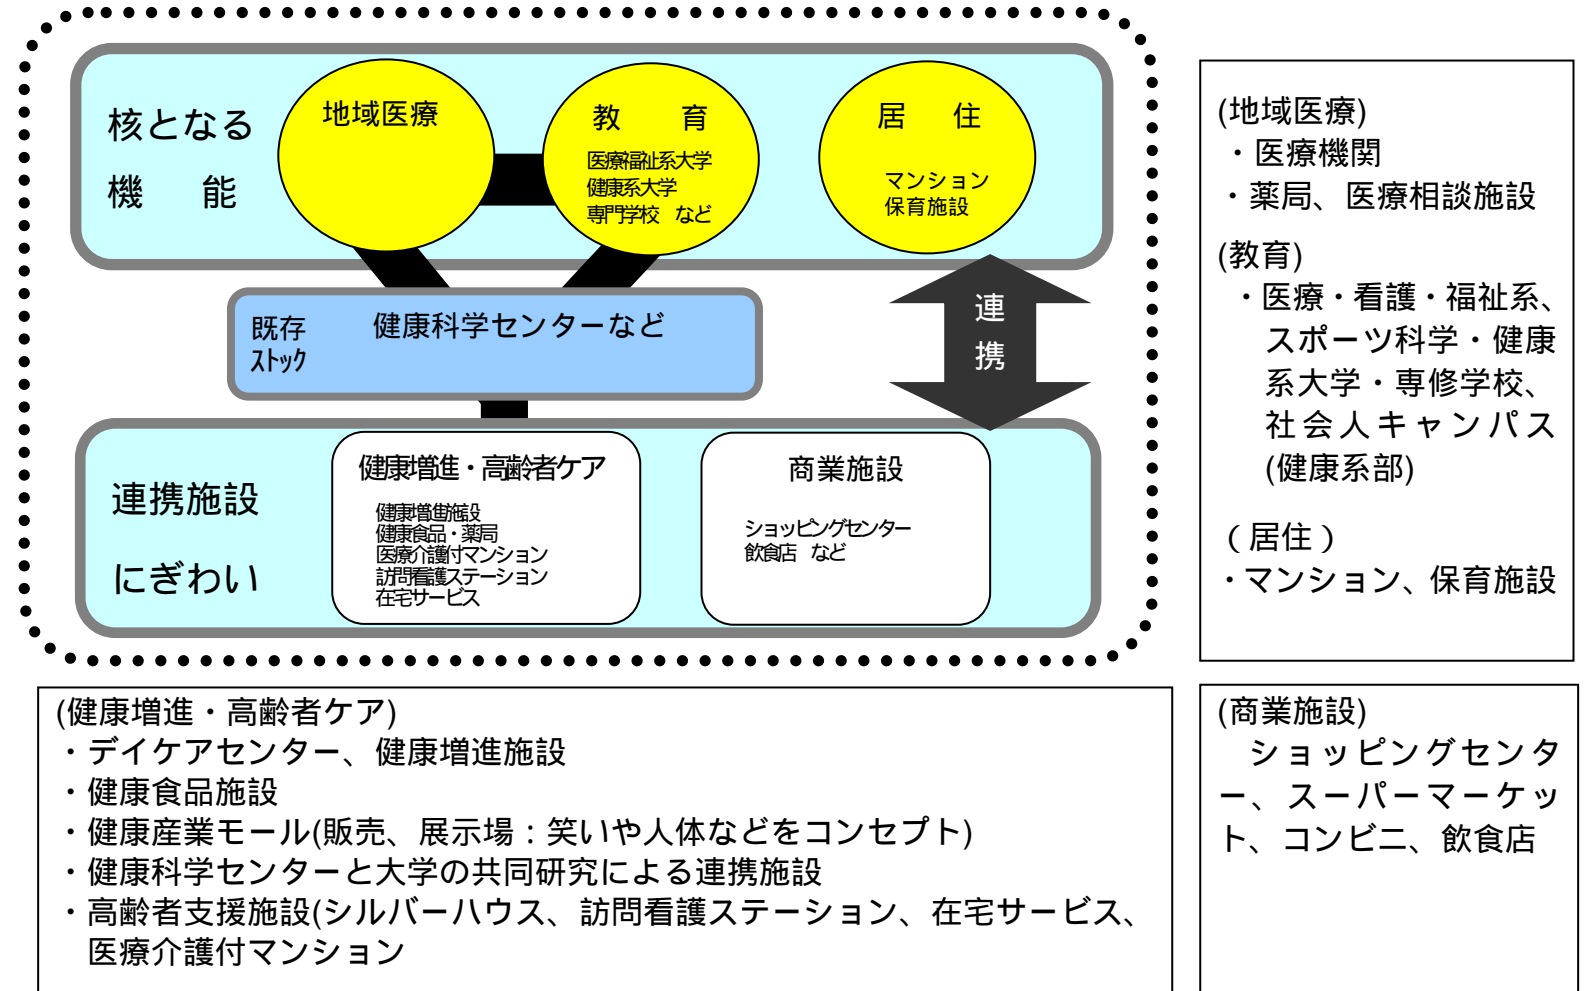 核となる
機　能
地域医療
教　育
医療福祉系大学
健康系大学
専門学校 など
居　住
マンション
保育施設
既存
ストック
健康科学センターなど
連
携
連携施設
にぎわい
健康増進・高齢者ケア
健康増進施設
健康食品・薬局
医療介護付マンション
訪問看護ステーション
在宅サービス
商業施設
ショッピングセンター
飲食店 など
(地域医療)
・医療機関
・薬局、医療相談施設
(教育)
・医療・看護・福祉系、
スポーツ科学・健康
系大学・専修学校、
社会人キャンパス
(健康系部)
（居住）
・マンション、保育施設
(健康増進・高齢者ケア)
・デイケアセンター、健康増進施設
・健康食品施設
・健康産業モール(販売、展示場：笑いや人体などをコンセプト)
・健康科学センターと大学の共同研究による連携施設
・高齢者支援施設(シルバーハウス、訪問看護ステーション、在宅サービス、
医療介護付マンション
(商業施設)
ショッピングセンタ
ー、スーパーマーケッ
ト、コンビニ、飲食店